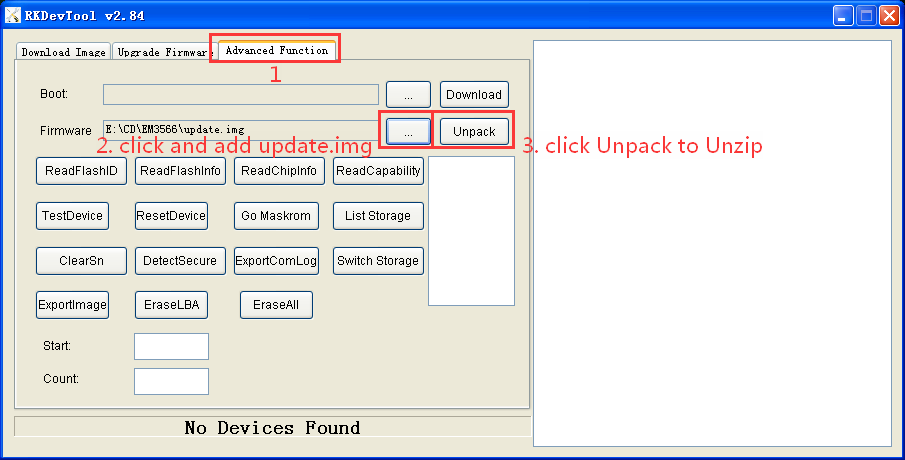 RKDevTool v2.84
Download Image Upgrade Firmware Advanced Function
1
Boot: ... Download
Firmware E:\CD\EM3566\update.img ... Unpack
2. click and add update.img 3. click Unpack to Unzip
ReadFlashID ReadFlashInfo ReadChipInfo ReadCapability
TestDevice ResetDevice Go Maskrom List Storage
ClearSn DetectSecure ExportComLog Switch Storage
ExportImage EraseLBA EraseAll
Start:
Count:
No Devices Found